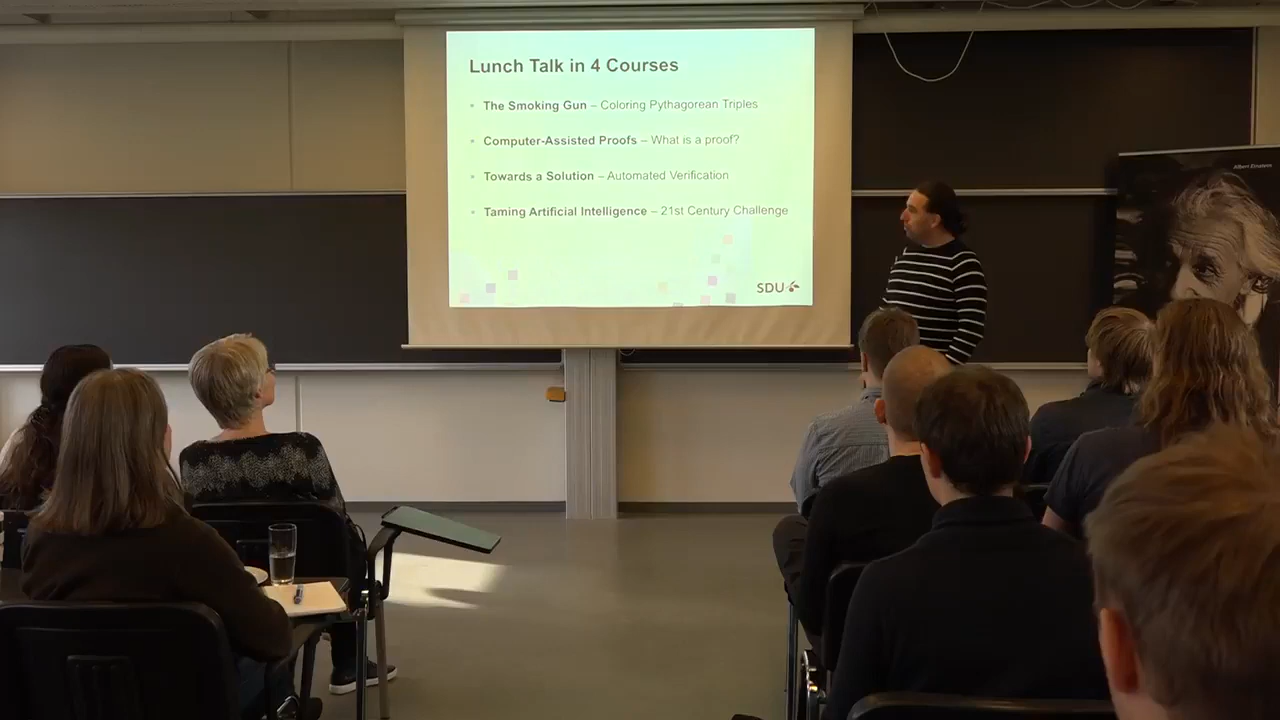 Lunch Talk in 4 Courses
The Smoking Gun – Coloring Pythagorean Triples
Computer-Assisted Proofs – What is a proof?
Towards a Solution – Automated Verification
Taming Artificial Intelligence – 21st Century Challenge
SDU
Albert Einstein